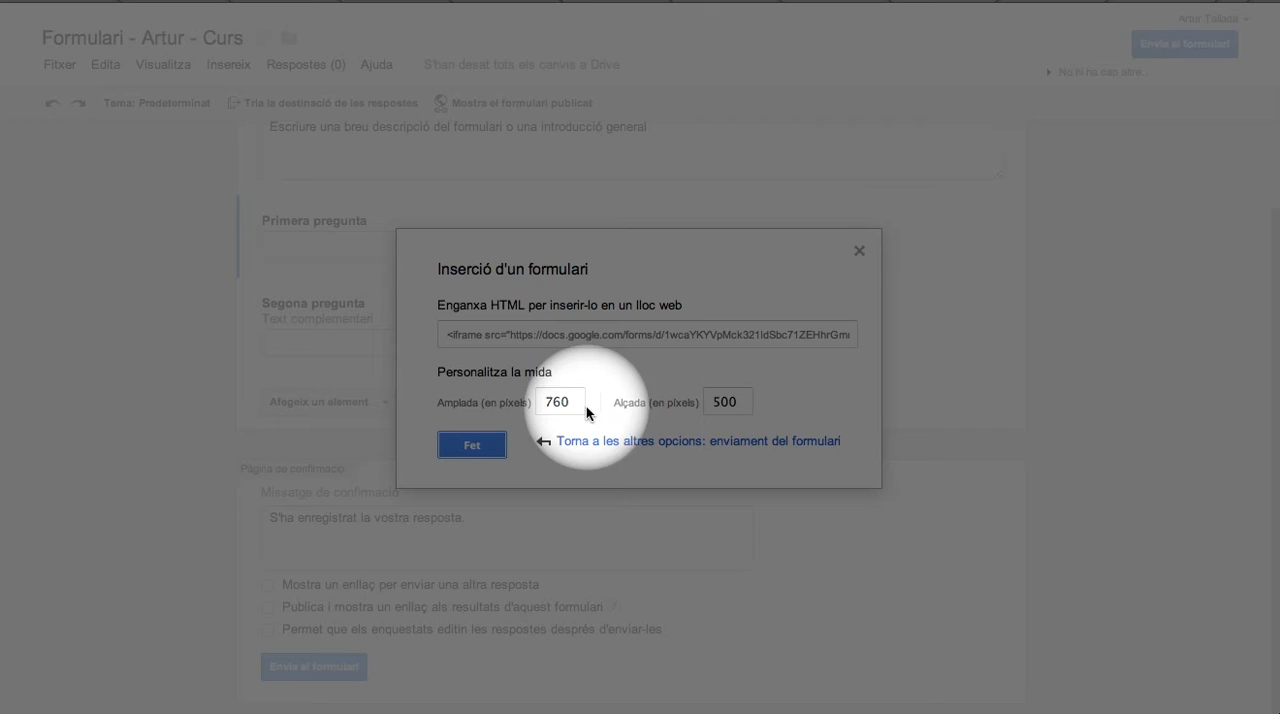 Artur Tallada
Formulari - Artur - Curs
Envia el formulari
Fitxer Edita Visualitza Insereix Respostes (0) Ajuda S'han desat tots els canvis a Drive
No hi ha cap altre...
Tema: Predeterminat Tria la destinació de les respostes Mostra el formulari publicat
Escriure una breu descripció del formulari o una introducció general
Primera pregunta
Inserció d'un formulari
Enganxa HTML per inserir-lo en un lloc web
Segona pregunta
Text complementari
<iframe src="https://docs.google.com/forms/d/1wcaYKYVpMck321IdSbc71ZEHhrGm
Personalitza la mida
Afegeix un element...
Amplada (en píxels) 760 Alçada (en píxels) 500
Fet Torna a les altres opcions: enviament del formulari
Pàgina de confirmació
Missatge de confirmació
S'ha enregistrat la vostra resposta.
Mostra un enllaç per enviar una altra resposta
Publica i mostra un enllaç als resultats d'aquest formulari
Permet que els enquestats editin les respostes després d'enviar-les
Envia el formulari